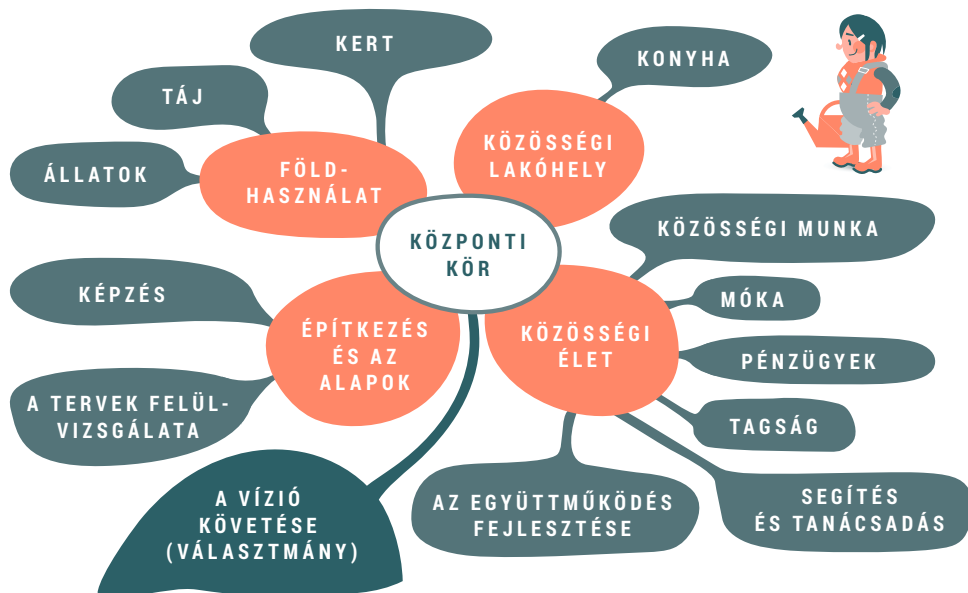 KERT
KONYHA
TÁJ
ÁLLATOK
FÖLD-
HASZNÁLAT
KÖZÖSSÉGI
LAKÓHELY
KÖZPONTI
KÖR
KÖZÖSSÉGI MUNKA
MÓKA
PÉNZÜGYEK
TAGSÁG
KÉPZÉS
ÉPÍTKEZÉS
ÉS AZ
ALAPOK
KÖZÖSSÉGI
ÉLET
A TERVEK FELÜL-
VIZSGÁLATA
A VÍZIÓ
KÖVETÉSE
(VÁLASZTMÁNY)
AZ EGYÜTTMŰKÖDÉS
FEJLESZTÉSE
SEGÍTÉS
ÉS TANÁCSADÁS